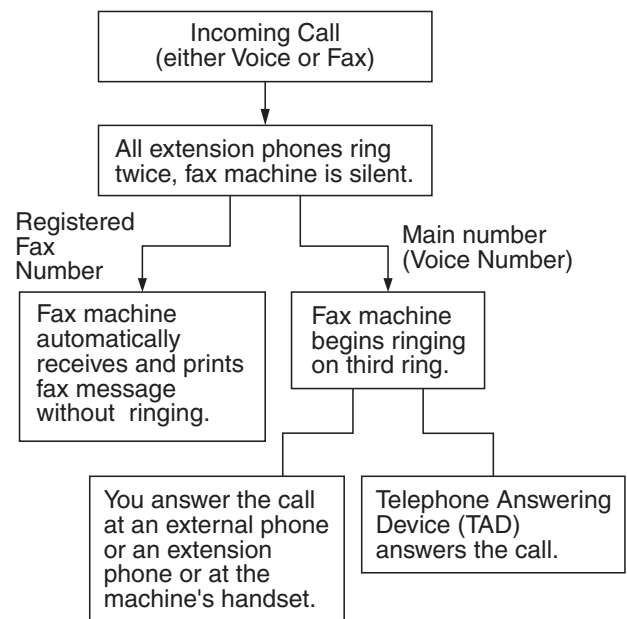 Incoming Call
(either Voice or Fax)
All extension phones ring
twice, fax machine is silent.
Registered
Fax
Number
Main number
(Voice Number)
Fax machine
automatically
receives and prints
fax message
without ringing.
Fax machine
begins ringing
on third ring.
You answer the call
at an external phone
or an extension
phone or at the
machine's handset.
Telephone Answering
Device (TAD)
answers the call.